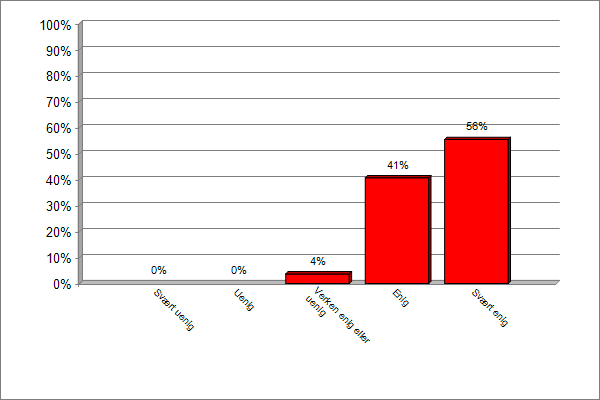 100%
90%
80%
70%
60%
50%
40%
30%
20%
10%
0%
0%
0%
4%
41%
56%
Svært uenig
Uenig
Verken enig eller
uenig
Enig
Svært enig